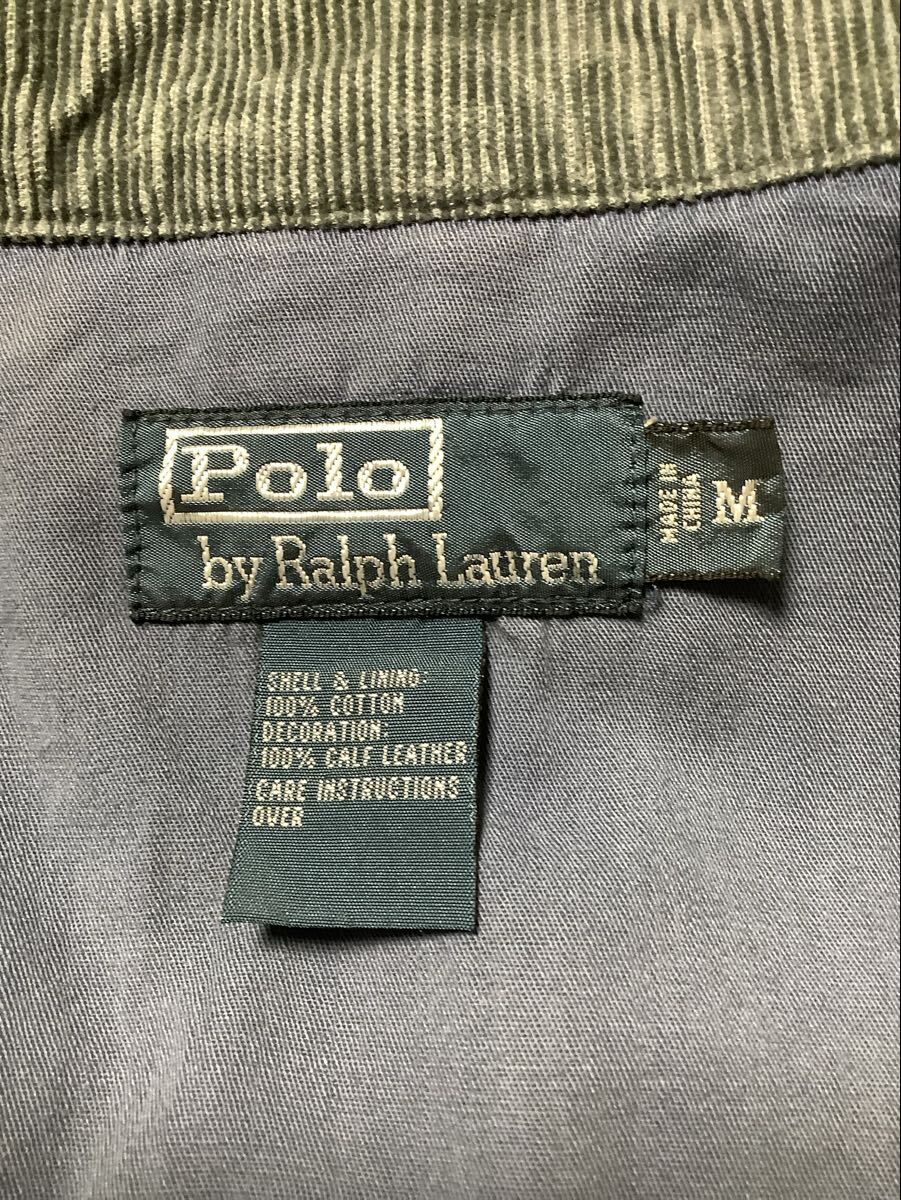 Polo
by Ralph Lauren
MADE IN
CHINA
M
SHELL & LINING:
100% COTTON
DECORATION:
100% CALF LEATHER
CARE INSTRUCTIONS
OVER